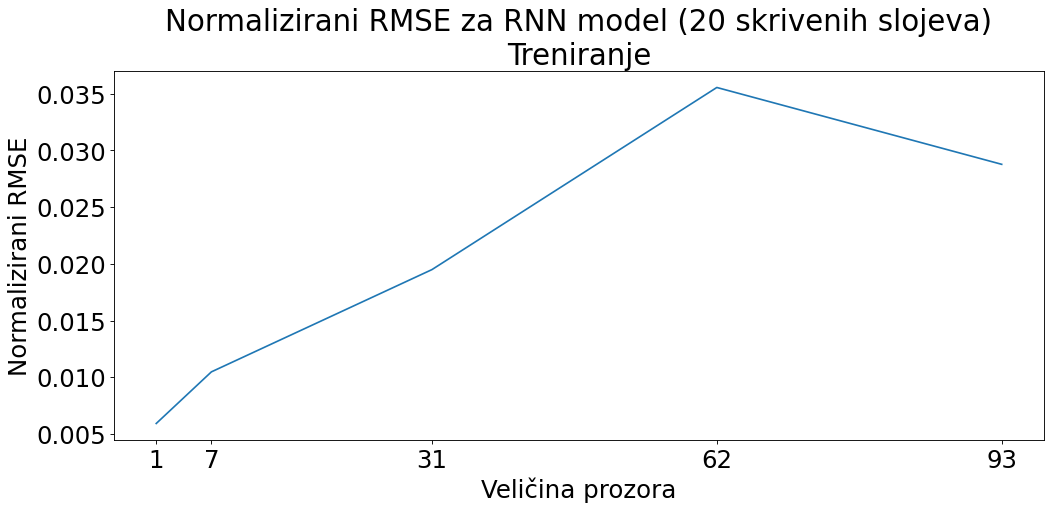 Normalizirani RMSE za RNN model (20 skrivenih slojeva)
Treniranje
Normalizirani RMSE
0.035
0.030
0.025
0.020
0.015
0.010
0.005
1 7 31 62 93
Veličina prozora